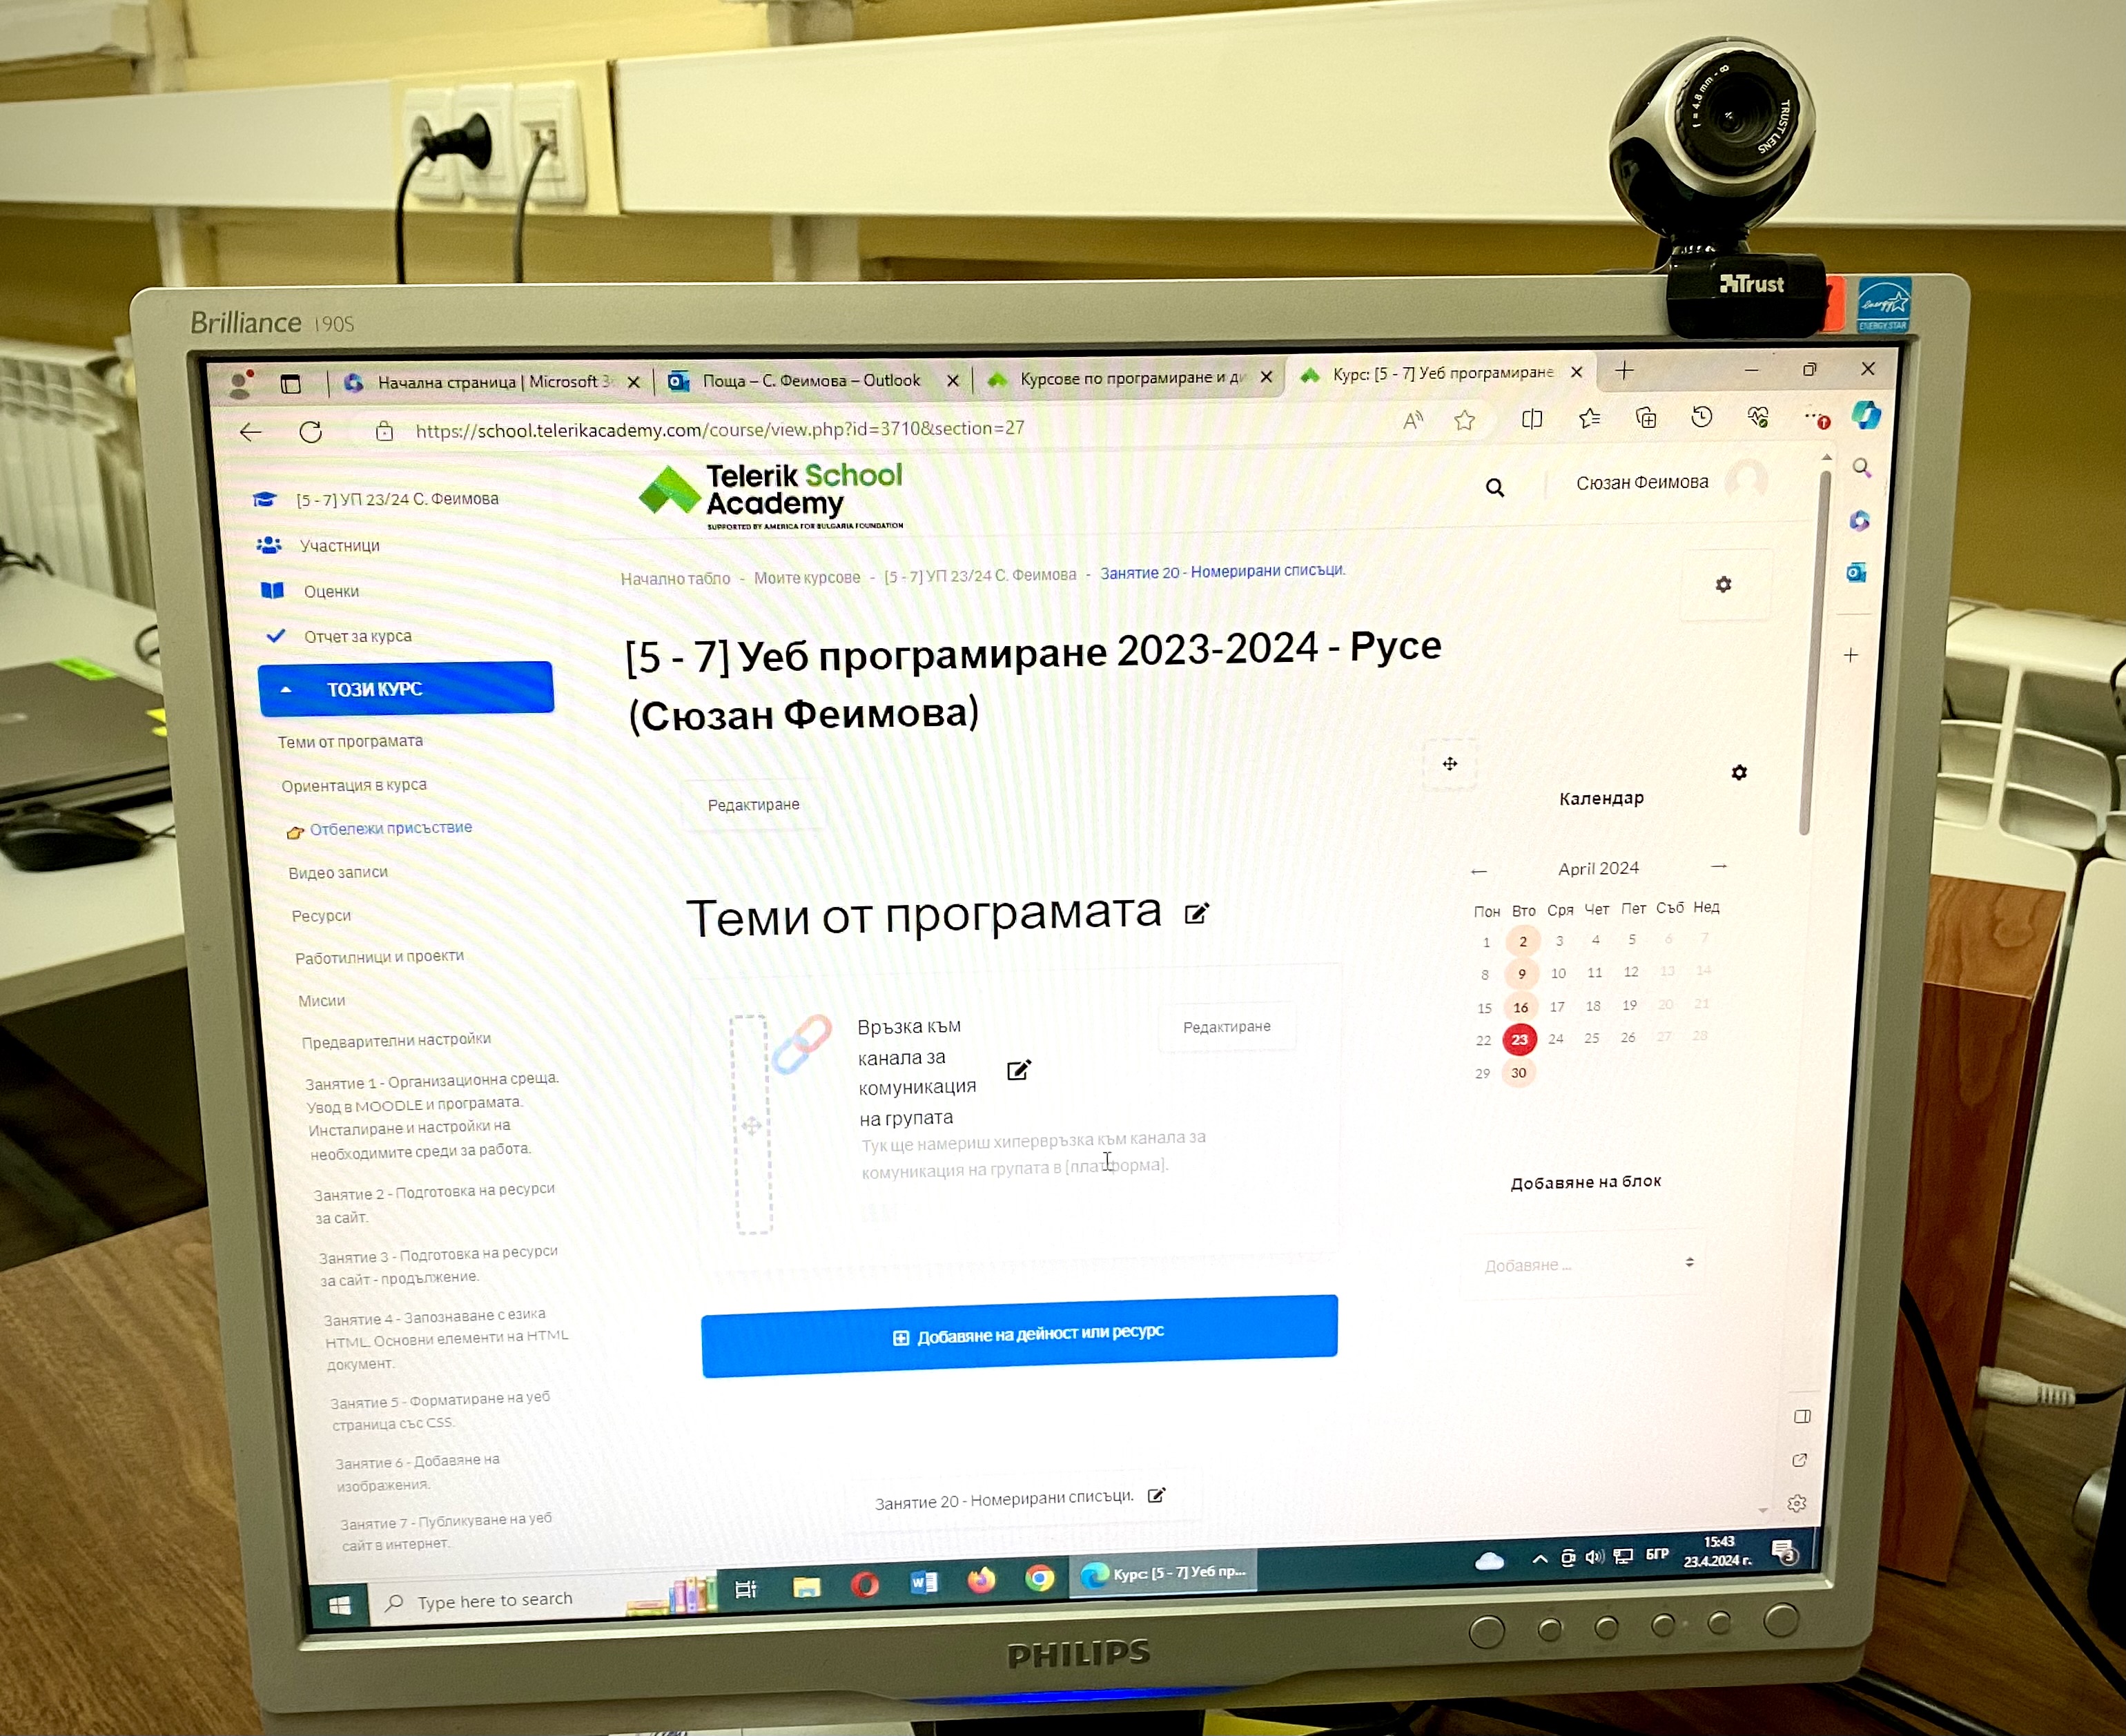 f = 4.8 mm - ∞
TRUST LENS
Trust
energy
ENERGY STAR
Brilliance 190S
Начална страница | Microsoft 3
Поща – С. Феимова – Outlook
Курсове по програмиране и ди
Курс: [5 - 7] Уеб програмиране
https://school.telerikacademy.com/course/view.php?id=3710&section=27
[5 - 7] УП 23/24 С. Феимова
Участници
Оценки
Отчет за курса
ТОЗИ КУРС
Теми от програмата
Ориентация в курса
Отбележи присъствие
Видео записи
Ресурси
Работилници и проекти
Мисии
Предварителни настройки
Занятие 1 - Организационна среща.
Увод в MOODLE и програмата.
Инсталиране и настройки на
необходимите среди за работа.
Занятие 2 - Подготовка на ресурси
за сайт.
Занятие 3 - Подготовка на ресурси
за сайт - продължение.
Занятие 4 - Запознаване с езика
HTML. Основни елементи на HTML
документ.
Занятие 5 - Форматиране на уеб
страница със CSS.
Занятие 6 - Добавяне на
изображения.
Занятие 7 - Публикуване на уеб
сайт в интернет.
Telerik School
Academy
SUPPORTED BY AMERICA FOR BULGARIA FOUNDATION
Сюзан Феимова
Начално табло - Моите курсове - [5 - 7] УП 23/24 С. Феимова - Занятие 20 - Номерирани списъци.
[5 - 7] Уеб програмиране 2023-2024 - Русе
(Сюзан Феимова)
Редактиране
Теми от програмата
Връзка към
канала за
комуникация
на групата
Редактиране
Тук ще намериш хипервръзка към канала за
комуникация на групата в [платформа].
Добавяне на дейност или ресурс
Занятие 20 - Номерирани списъци.
Календар
April 2024
Пон Вто Сря Чет Пет Съб Нед
1 2 3 4 5 6 7
8 9 10 11 12 13 14
15 16 17 18 19 20 21
22 23 24 25 26 27 28
29 30
Добавяне на блок
Добавяне ...
Type here to search
Курс: [5 - 7] Уеб пр...
БГР
15:43
23.4.2024 г.
3
PHILIPS